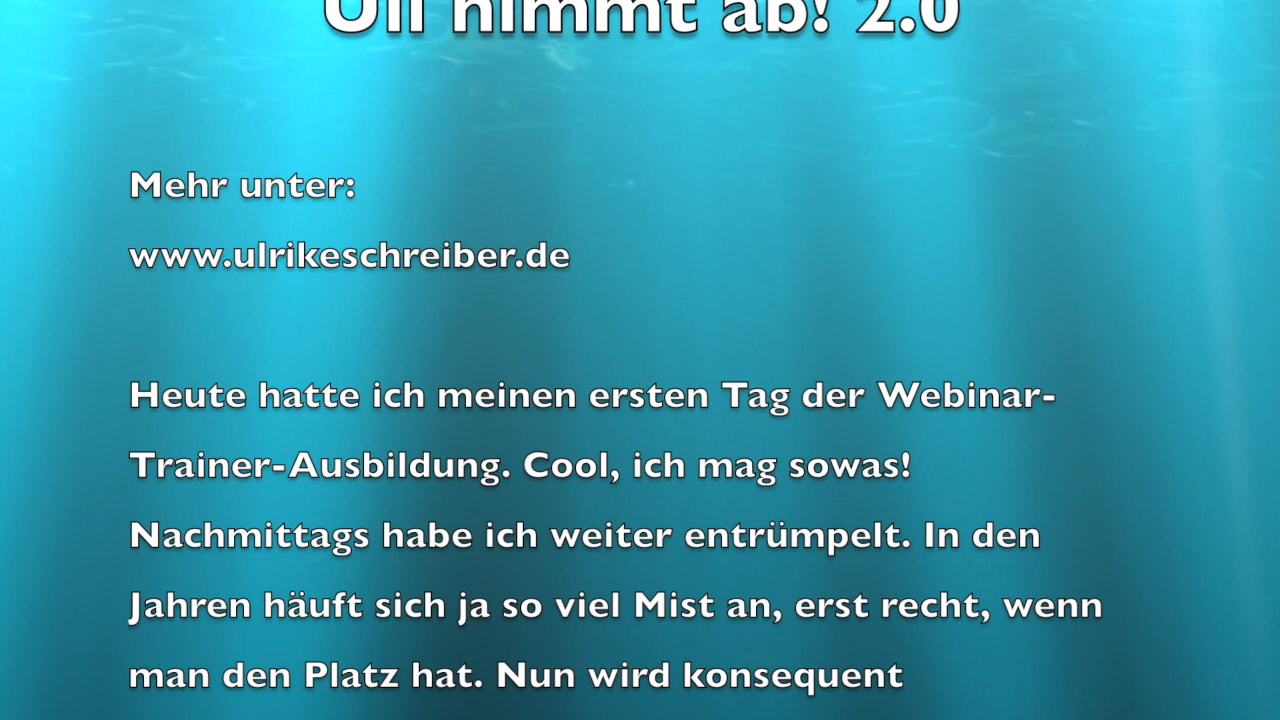 Uli nimmt ab! 2.0
Mehr unter:
www.ulrikeschreiber.de
Heute hatte ich meinen ersten Tag der Webinar-
Trainer-Ausbildung. Cool, ich mag sowas!
Nachmittags habe ich weiter entrümpelt. In den
Jahren häuft sich ja so viel Mist an, erst recht, wenn
man den Platz hat. Nun wird konsequent